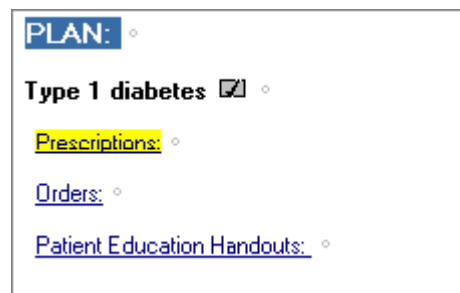 PLAN:
Type 1 diabetes
Prescriptions:
Orders:
Patient Education Handouts: